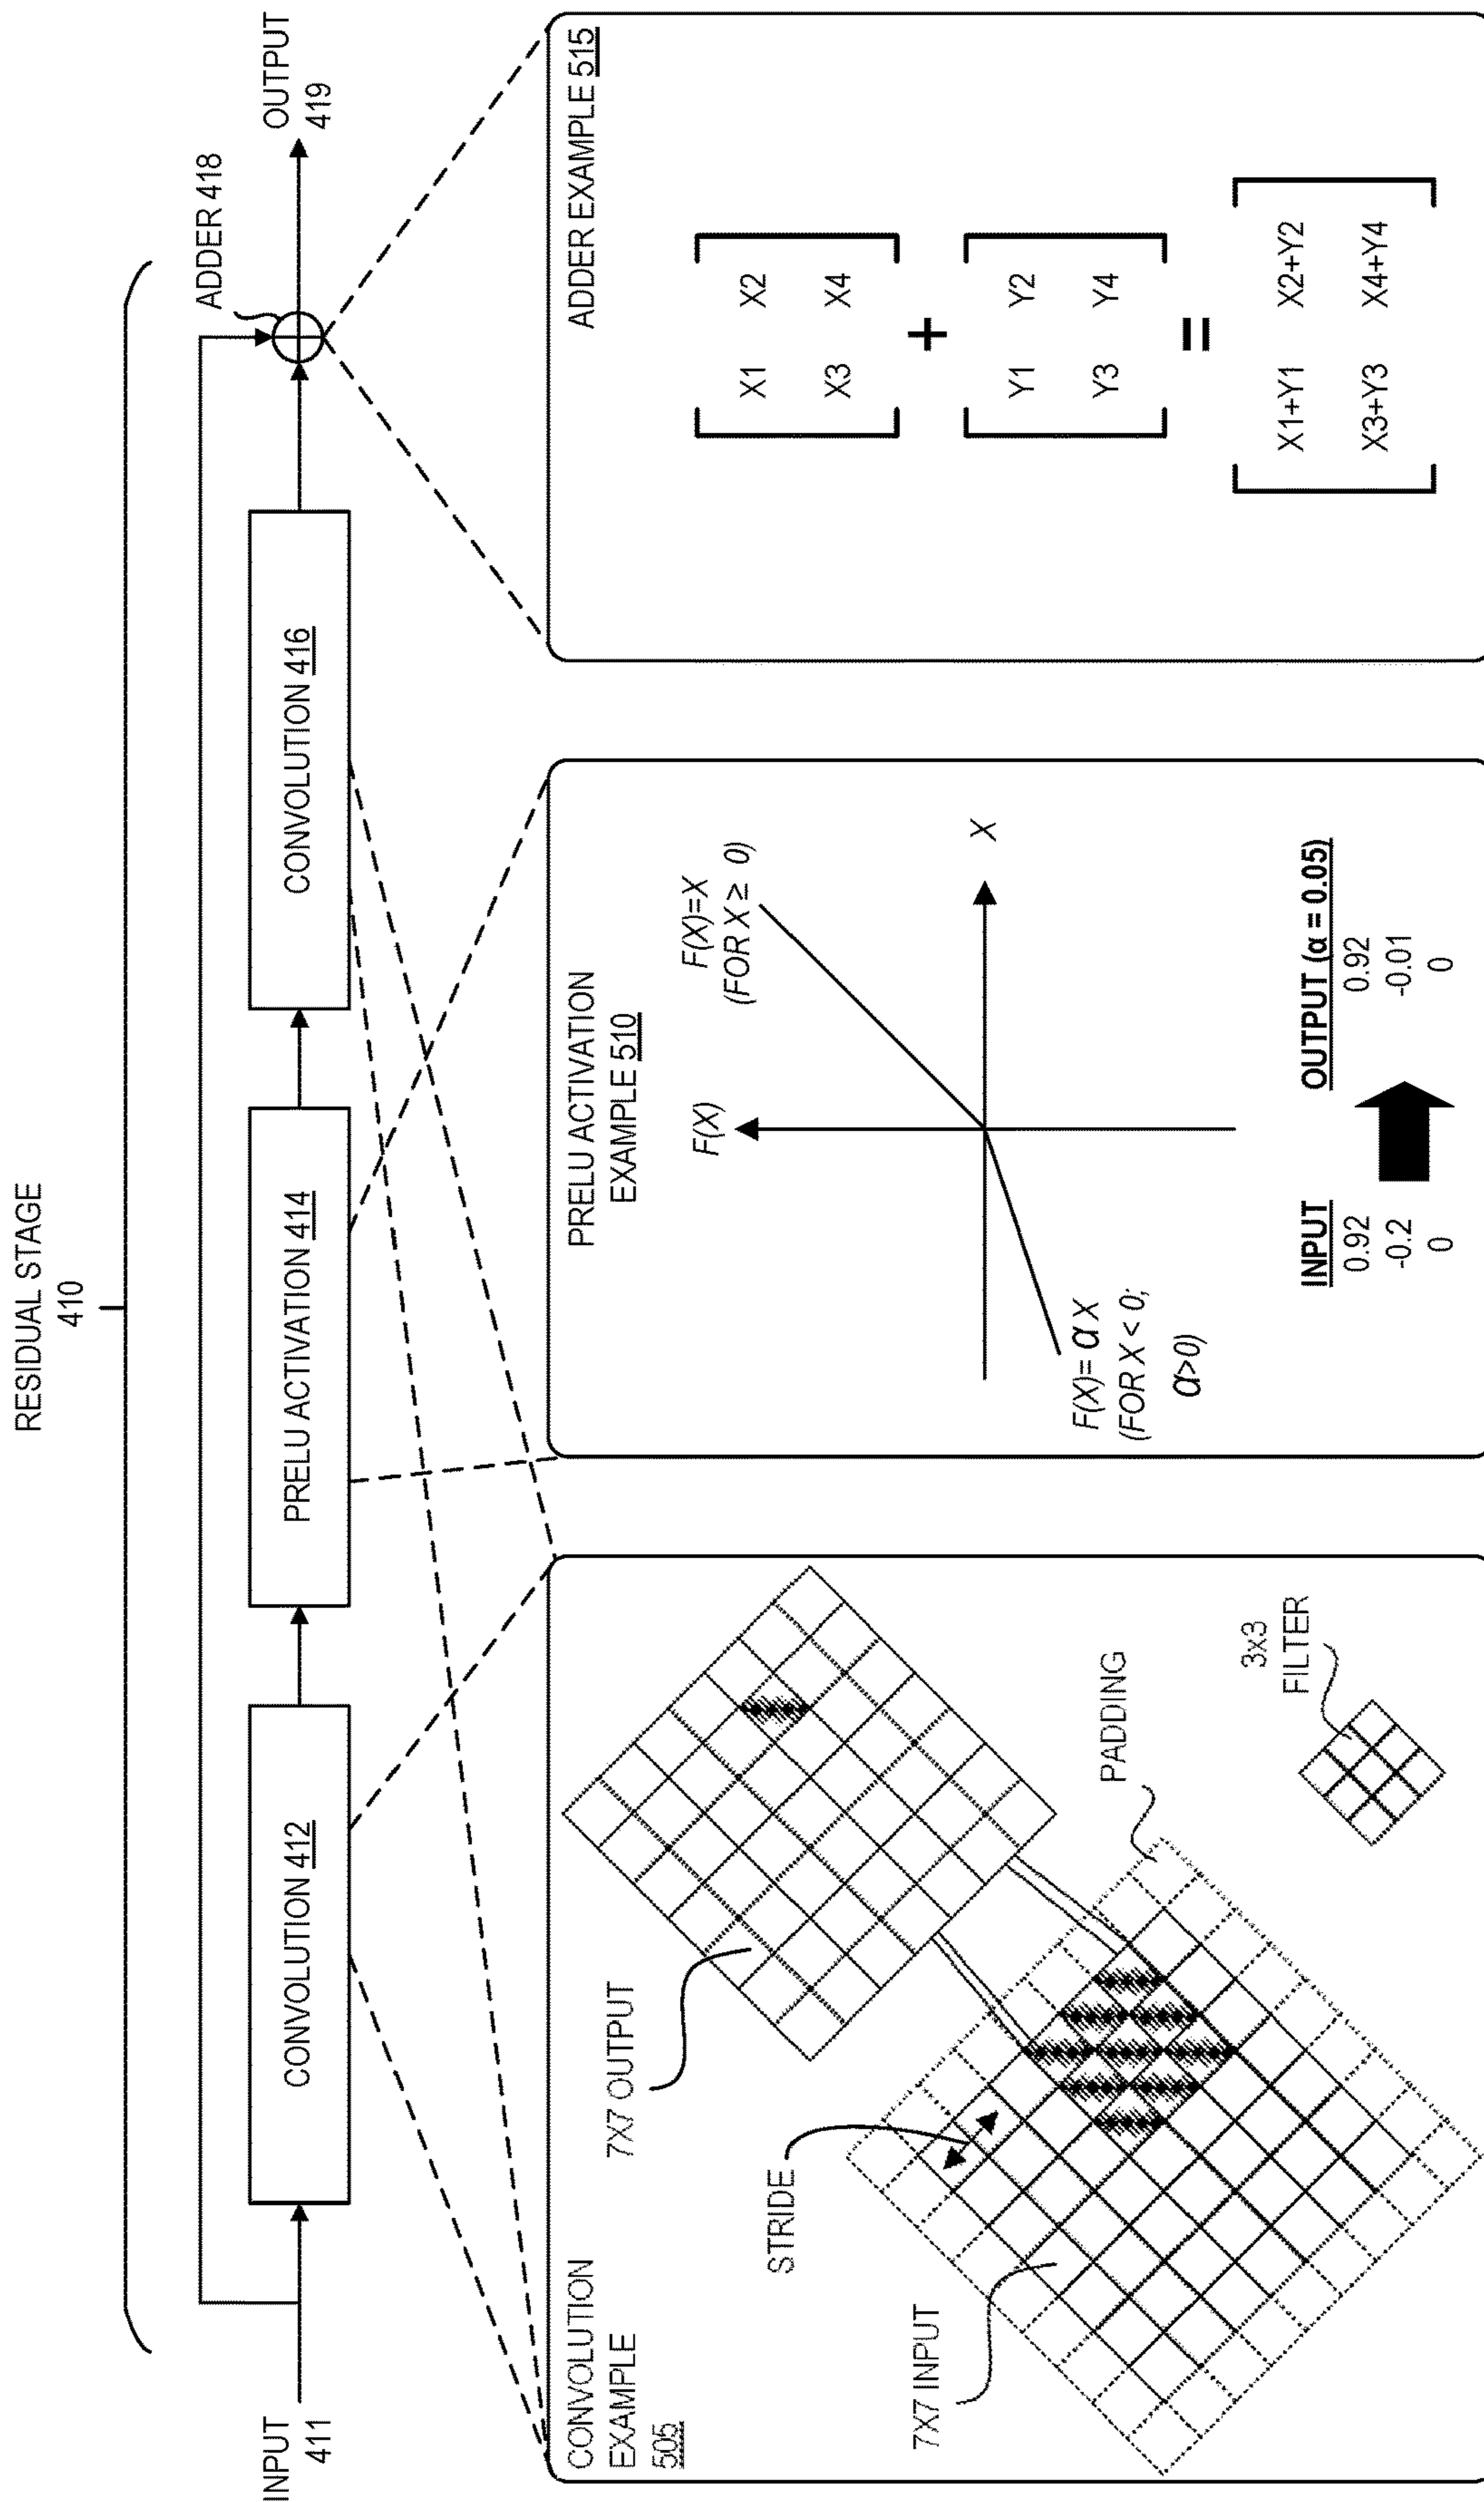 RESIDUAL STAGE
410
INPUT
411
CONVOLUTION 412
PRELU ACTIVATION 414
CONVOLUTION 416
ADDER 418
OUTPUT
419
CONVOLUTION
EXAMPLE
505
7X7 OUTPUT
STRIDE
7X7 INPUT
PADDING
3x3
FILTER
PRELU ACTIVATION
EXAMPLE 510
F(X)
F(X)=X
(FOR X ≥ 0)
X
F(X)= α X
(FOR X < 0;
α>0)
INPUT OUTPUT (α = 0.05)
0.92 0.92
-0.2 -0.01
0 0
ADDER EXAMPLE 515
X1 X2
X3 X4
+
Y1 Y2
Y3 Y4
=
X1+Y1 X2+Y2
X3+Y3 X4+Y4